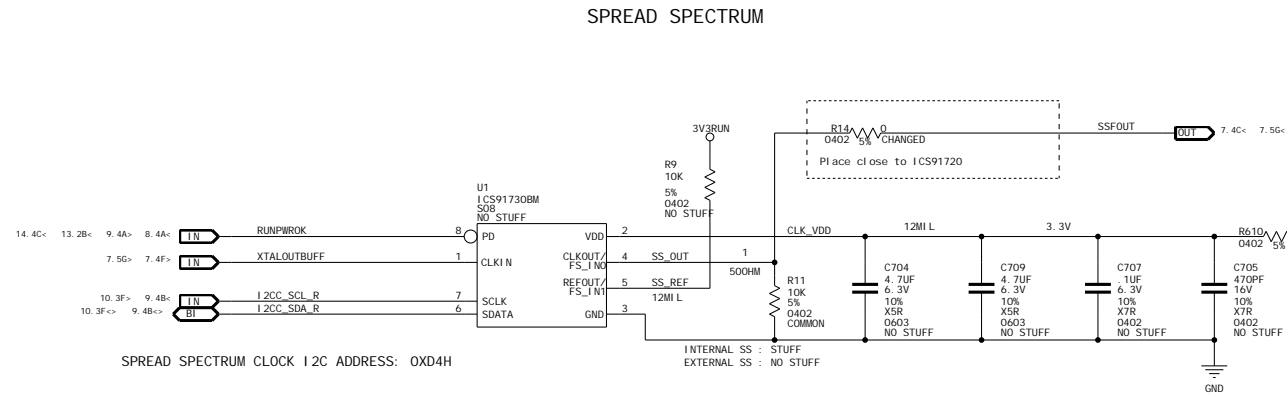 SPREAD SPECTRUM
3V3RUN
R14 0
0402 5% CHANGED
Place close to ICS91720
SSFOUT
OUT
7.4C< 7.5G<
R9
10K
5%
0402
NO STUFF
U1
ICS91730BM
SO8
NO STUFF
14.4C< 13.2B< 9.4A> 8.4A<
IN
RUNPWROK
8
PD
VDD
2
CLK_VDD
12MIL
3.3V
R610
0402 5%
7.5G> 7.4F>
IN
XTALOUTBUFF
1
CLKIN
CLKOUT/
FS_IN0
4
SS_OUT
1
50OHM
REFOUT/
FS_IN1
5
SS_REF
12MIL
10.3F> 9.4B<
IN
I2CC_SCL_R
7
SCLK
10.3F<> 9.4B<>
BI
I2CC_SDA_R
6
SDATA
GND
3
R11
10K
5%
0402
COMMON
C704
4.7UF
6.3V
10%
X5R
0603
NO STUFF
C709
4.7UF
6.3V
10%
X5R
0603
NO STUFF
C707
.1UF
6.3V
10%
X7R
0402
NO STUFF
C705
470PF
16V
10%
X7R
0402
NO STUFF
INTERNAL SS : STUFF
EXTERNAL SS : NO STUFF
SPREAD SPECTRUM CLOCK I2C ADDRESS: 0XD4H
GND